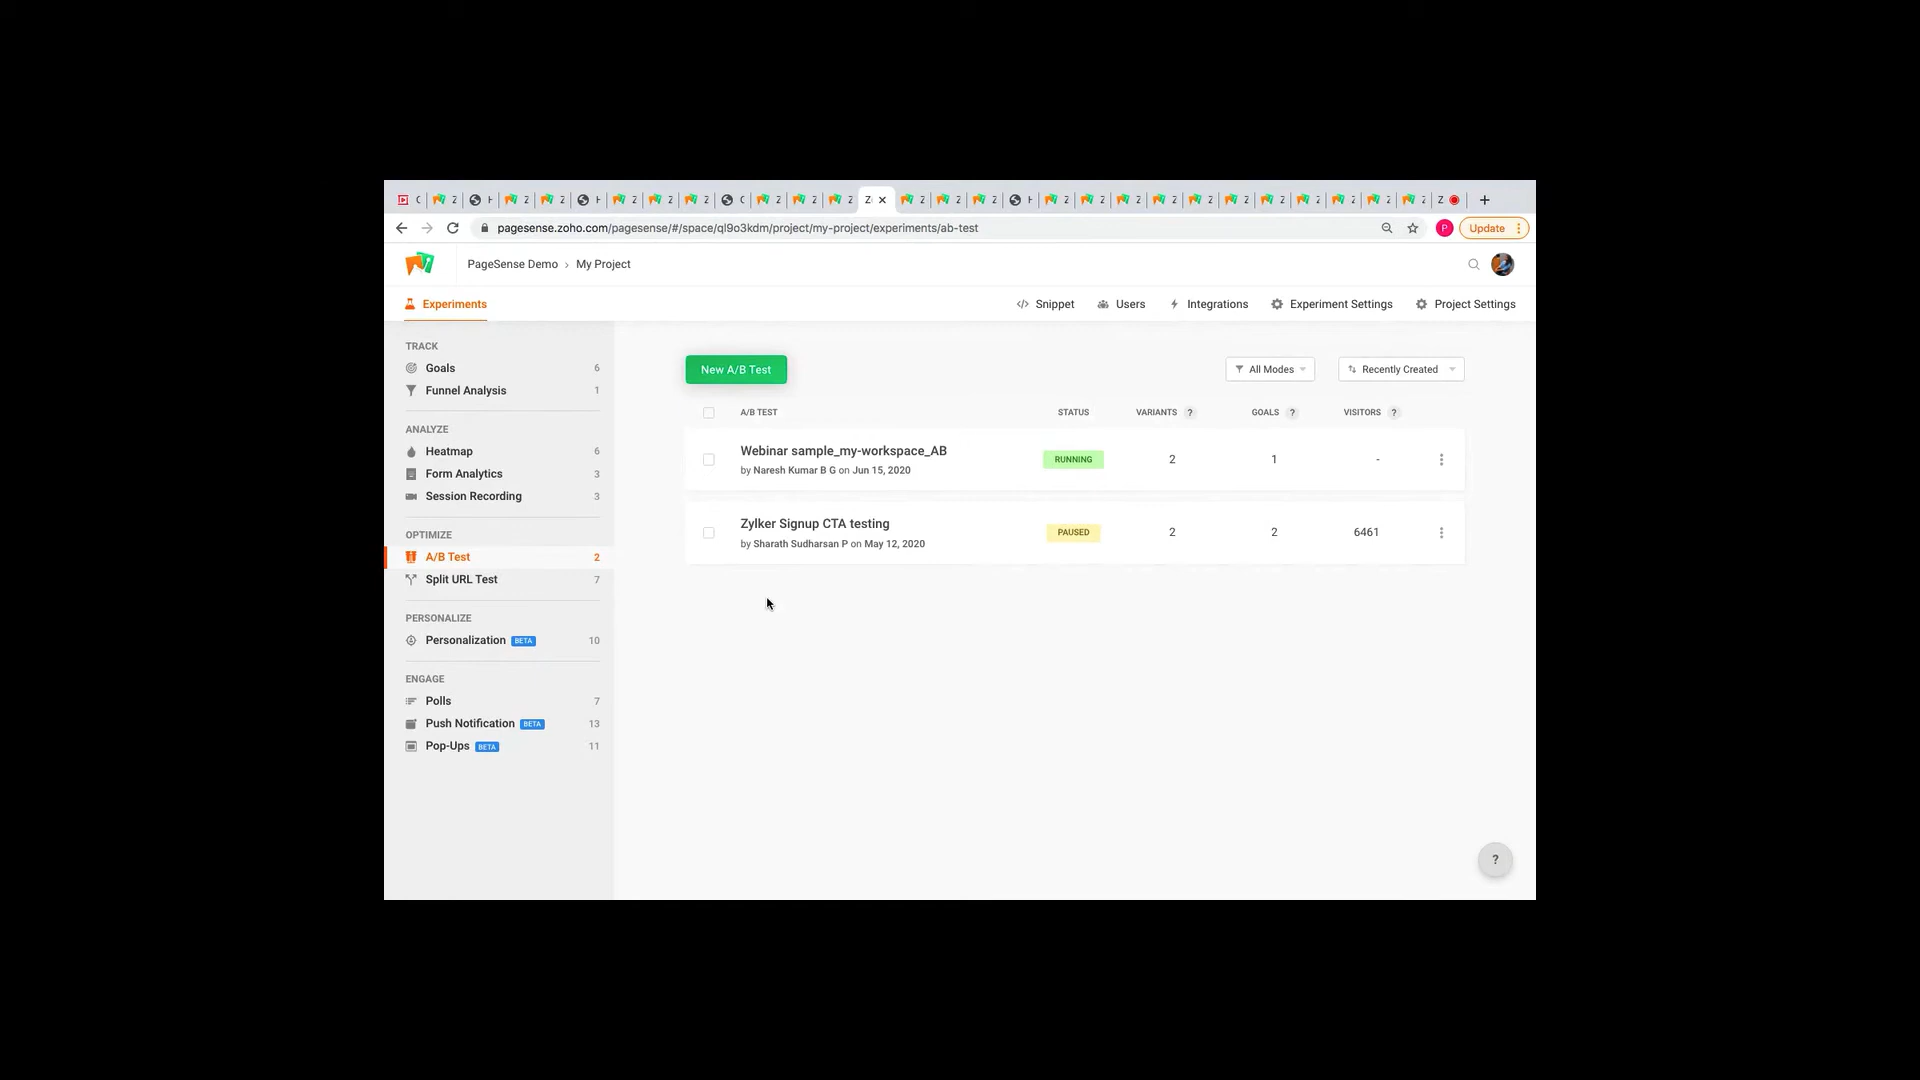 pagesense.zoho.com/pagesense/#/space/ql9o3kdm/project/my-project/experiments/ab-test
P
Update
PageSense Demo › My Project
Experiments
</> Snippet
Users
Integrations
Experiment Settings
Project Settings
TRACK
Goals 6
Funnel Analysis 1
ANALYZE
Heatmap 6
Form Analytics 3
Session Recording 3
OPTIMIZE
A/B Test 2
Split URL Test 7
PERSONALIZE
Personalization BETA 10
ENGAGE
Polls 7
Push Notification BETA 13
Pop-Ups BETA 11
New A/B Test
All Modes
Recently Created
A/B TEST STATUS VARIANTS ? GOALS ? VISITORS ?
Webinar sample_my-workspace_AB
by Naresh Kumar B G on Jun 15, 2020
RUNNING 2 1 -
Zylker Signup CTA testing
by Sharath Sudharsan P on May 12, 2020
PAUSED 2 2 6461
?